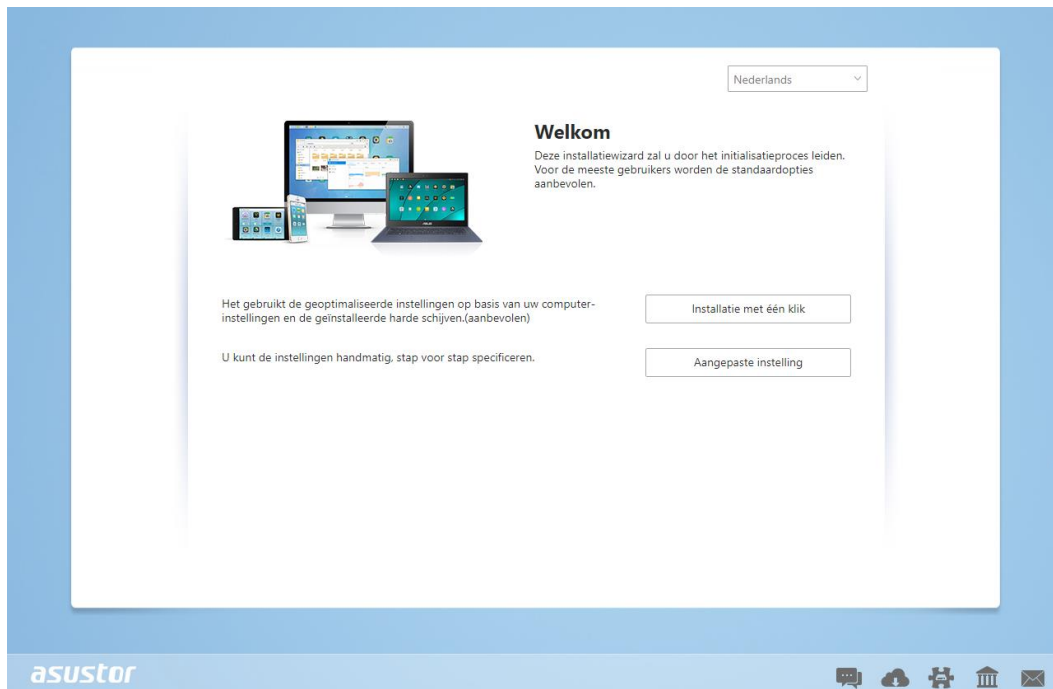 Nederlands
Welkom
Deze installatiewizard zal u door het initialisatieproces leiden.
Voor de meeste gebruikers worden de standaardopties
aanbevolen.
Het gebruikt de geoptimaliseerde instellingen op basis van uw computer-
instellingen en de geïnstalleerde harde schijven.(aanbevolen)
Installatie met één klik
U kunt de instellingen handmatig, stap voor stap specificeren.
Aangepaste instelling
asustor